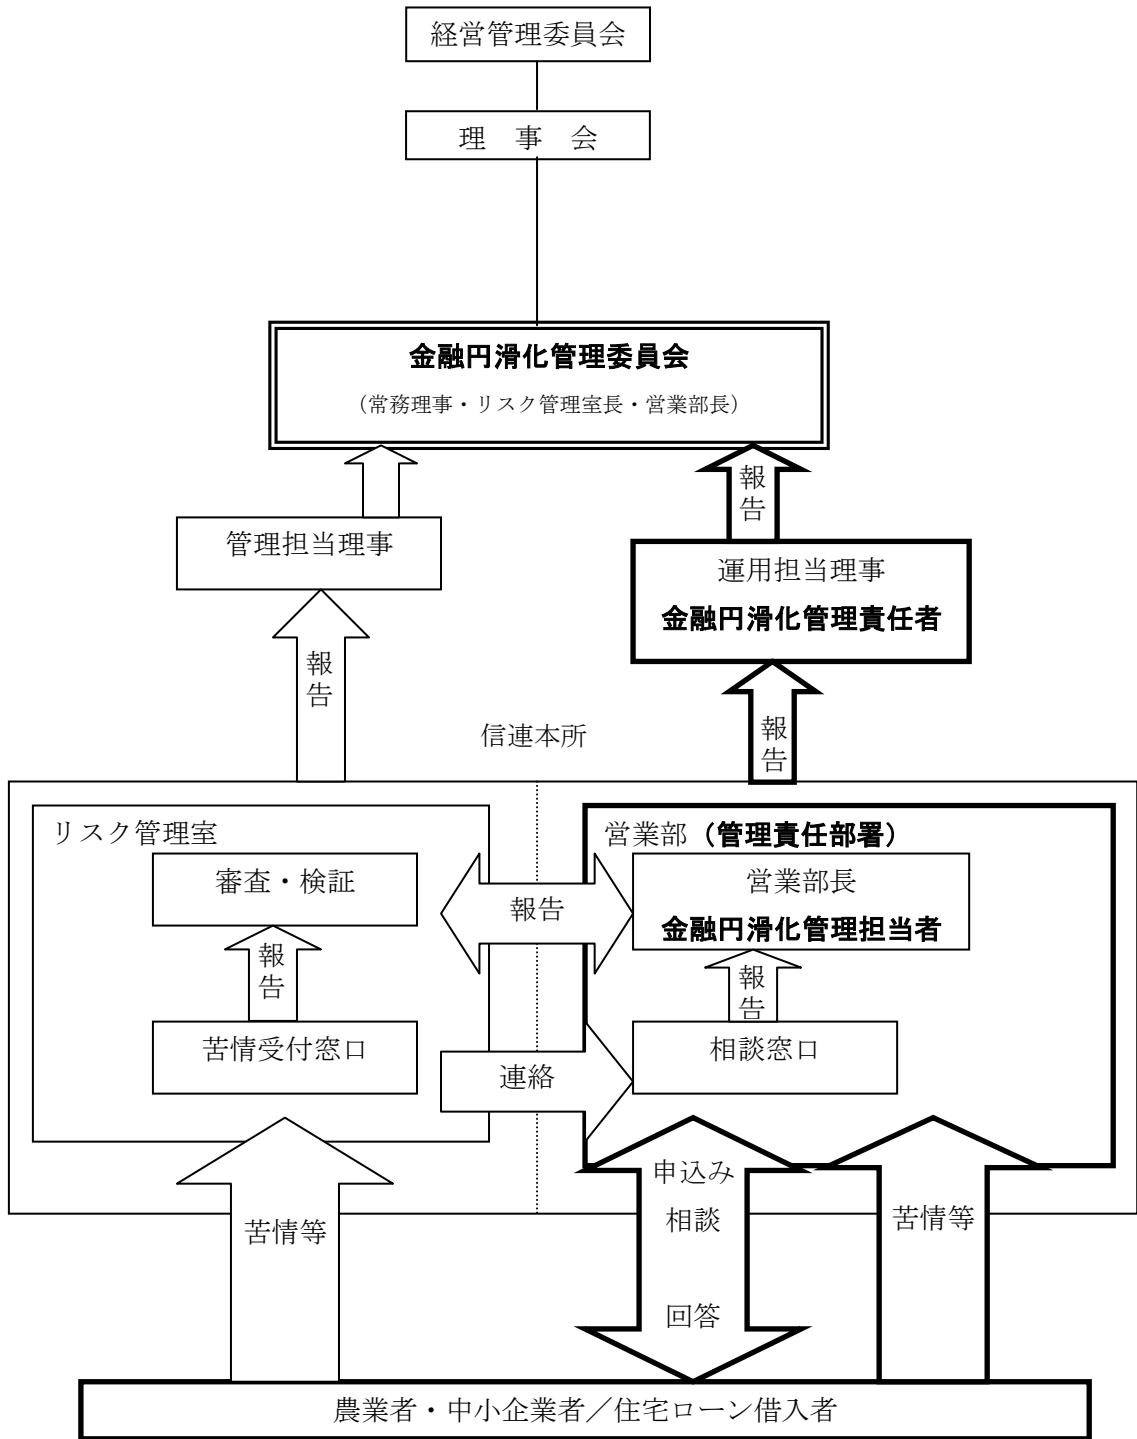 経営管理委員会
理　事　会
金融円滑化管理委員会
（常務理事・リスク管理室長・営業部長）
報告
管理担当理事
運用担当理事
金融円滑化管理責任者
報告
信連本所
報告
リスク管理室
営業部（管理責任部署）
審査・検証
報告
営業部長
金融円滑化管理担当者
報告
報告
苦情受付窓口
連絡
相談窓口
苦情等
申込み
相談
回答
苦情等
農業者・中小企業者／住宅ローン借入者